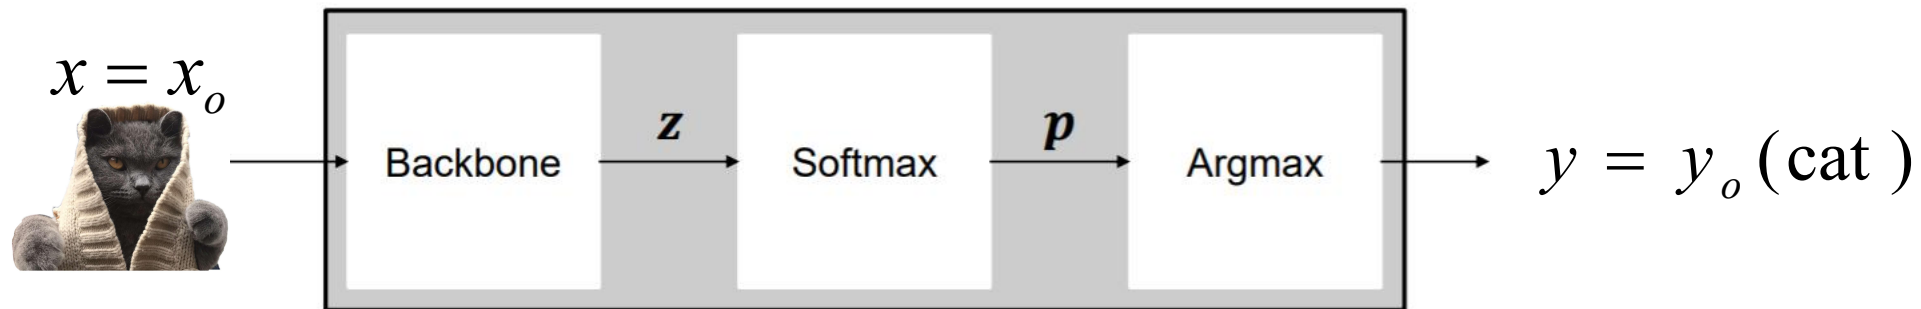 x = x_o
z
p
Backbone
Softmax
Argmax
y = y_o (cat )